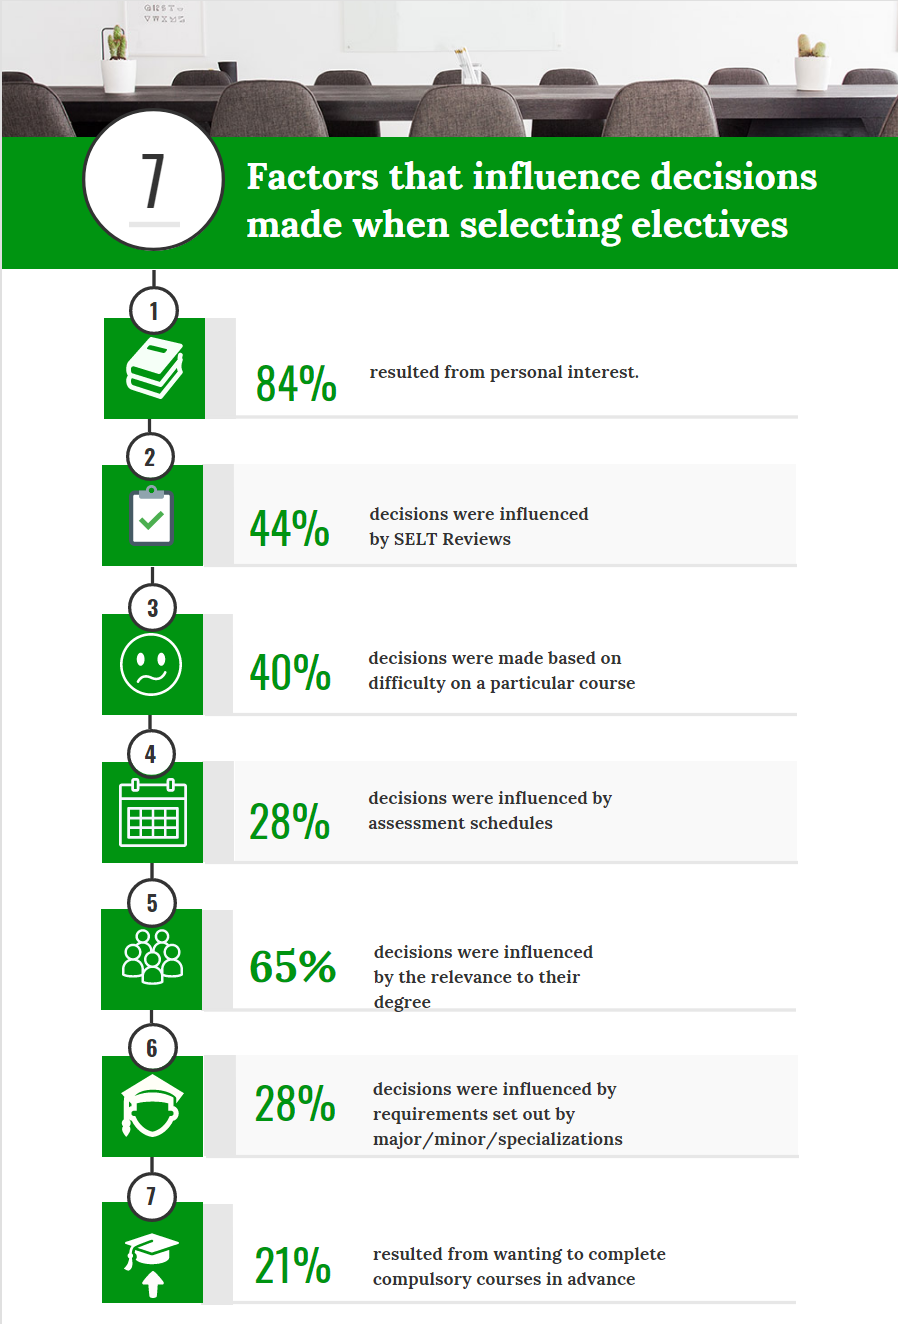 7
Factors that influence decisions
made when selecting electives
1
84%
resulted from personal interest.
2
44%
decisions were influenced
by SELT Reviews
3
40%
decisions were made based on
difficulty on a particular course
4
28%
decisions were influenced by
assessment schedules
5
65%
decisions were influenced
by the relevance to their
degree
6
28%
decisions were influenced by
requirements set out by
major/minor/specializations
7
21%
resulted from wanting to complete
compulsory courses in advance